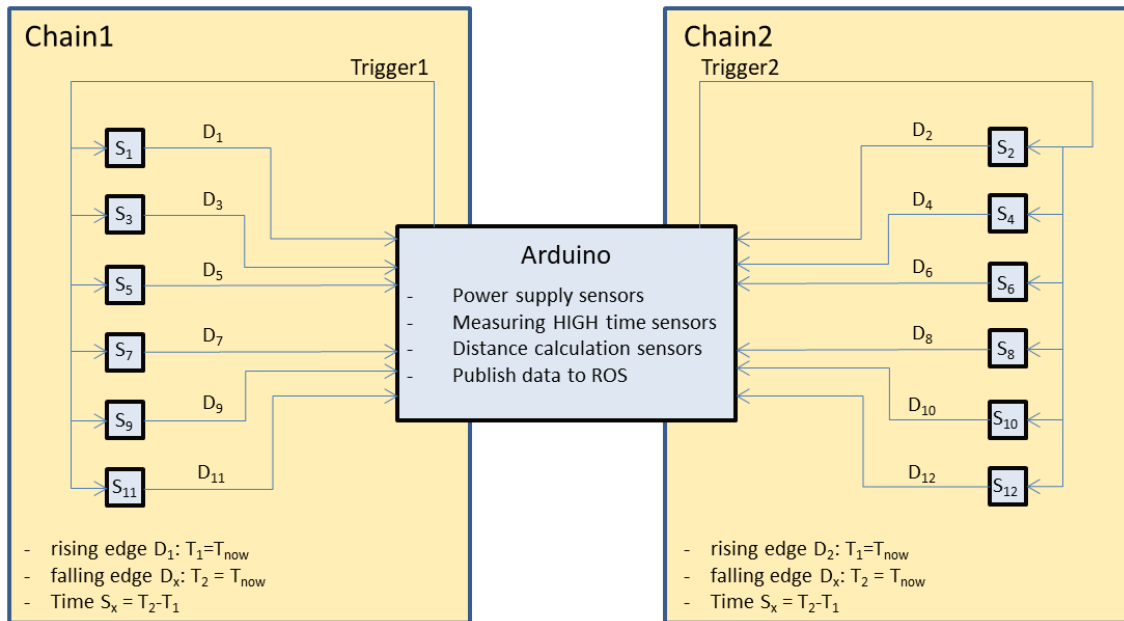 Chain1
Trigger1
D₁
S₁
D₃
S₃
D₅
S₅
D₇
S₇
D₉
S₉
D₁₁
S₁₁
- rising edge D₁: T₁=Tₙₒw
- falling edge Dₓ: T₂ = Tₙₒw
- Time Sₓ = T₂-T₁
Arduino
- Power supply sensors
- Measuring HIGH time sensors
- Distance calculation sensors
- Publish data to ROS
Chain2
Trigger2
D₂
S₂
D₄
S₄
D₆
S₆
D₈
S₈
D₁₀
S₁₀
D₁₂
S₁₂
- rising edge D₂: T₁=Tₙₒw
- falling edge Dₓ: T₂ = Tₙₒw
- Time Sₓ = T₂-T₁